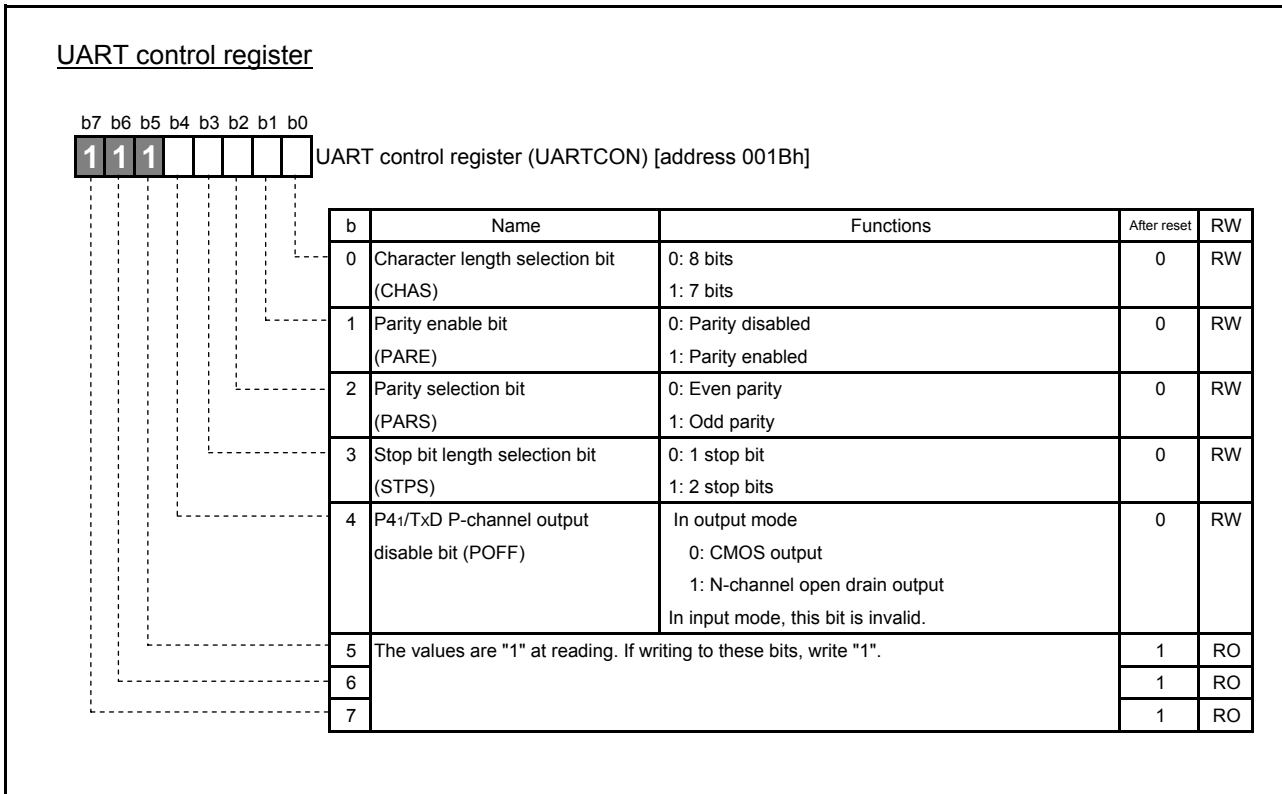 UART control register
b7 b6 b5 b4 b3 b2 b1 b0
1 1 1 UART control register (UARTCON) [address 001Bh]
b Name Functions After reset RW
0 Character length selection bit 0: 8 bits 0 RW
(CHAS) 1: 7 bits
1 Parity enable bit 0: Parity disabled 0 RW
(PARE) 1: Parity enabled
2 Parity selection bit 0: Even parity 0 RW
(PARS) 1: Odd parity
3 Stop bit length selection bit 0: 1 stop bit 0 RW
(STPS) 1: 2 stop bits
4 P41/TxD P-channel output In output mode 0 RW
disable bit (POFF) 0: CMOS output
1: N-channel open drain output
In input mode, this bit is invalid.
5 The values are "1" at reading. If writing to these bits, write "1". 1 RO
6 1 RO
7 1 RO